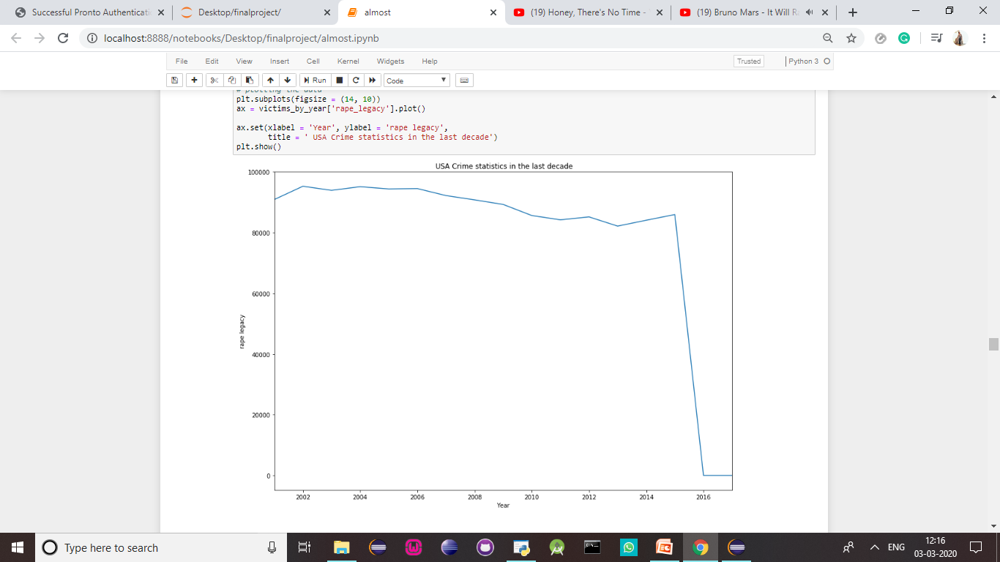 Successful Pronto Authenticati
Desktop/finalproject/
almost
(19) Honey, There's No Time -
(19) Bruno Mars - It Will R
localhost:8888/notebooks/Desktop/finalproject/almost.ipynb
File Edit View Insert Cell Kernel Widgets Help Trusted Python 3
Run Code
# plotting the data
plt.subplots(figsize = (14, 10))
ax = victims_by_year['rape_legacy'].plot()
ax.set(xlabel = 'Year', ylabel = 'rape legacy',
title = ' USA Crime statistics in the last decade')
plt.show()
USA Crime statistics in the last decade
100000
80000
60000
40000
20000
0
rape legacy
2002 2004 2006 2008 2010 2012 2014 2016
Year
Type here to search
ENG
12:16
03-03-2020